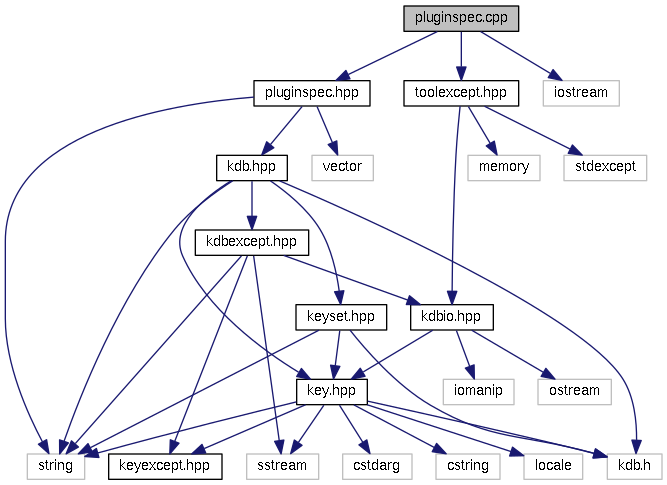 pluginspec.cpp
pluginspec.hpp
toolexcept.hpp
iostream
kdb.hpp
vector
memory
stdexcept
kdbexcept.hpp
keyset.hpp
kdbio.hpp
key.hpp
iomanip
ostream
string
keyexcept.hpp
sstream
cstdarg
cstring
locale
kdb.h